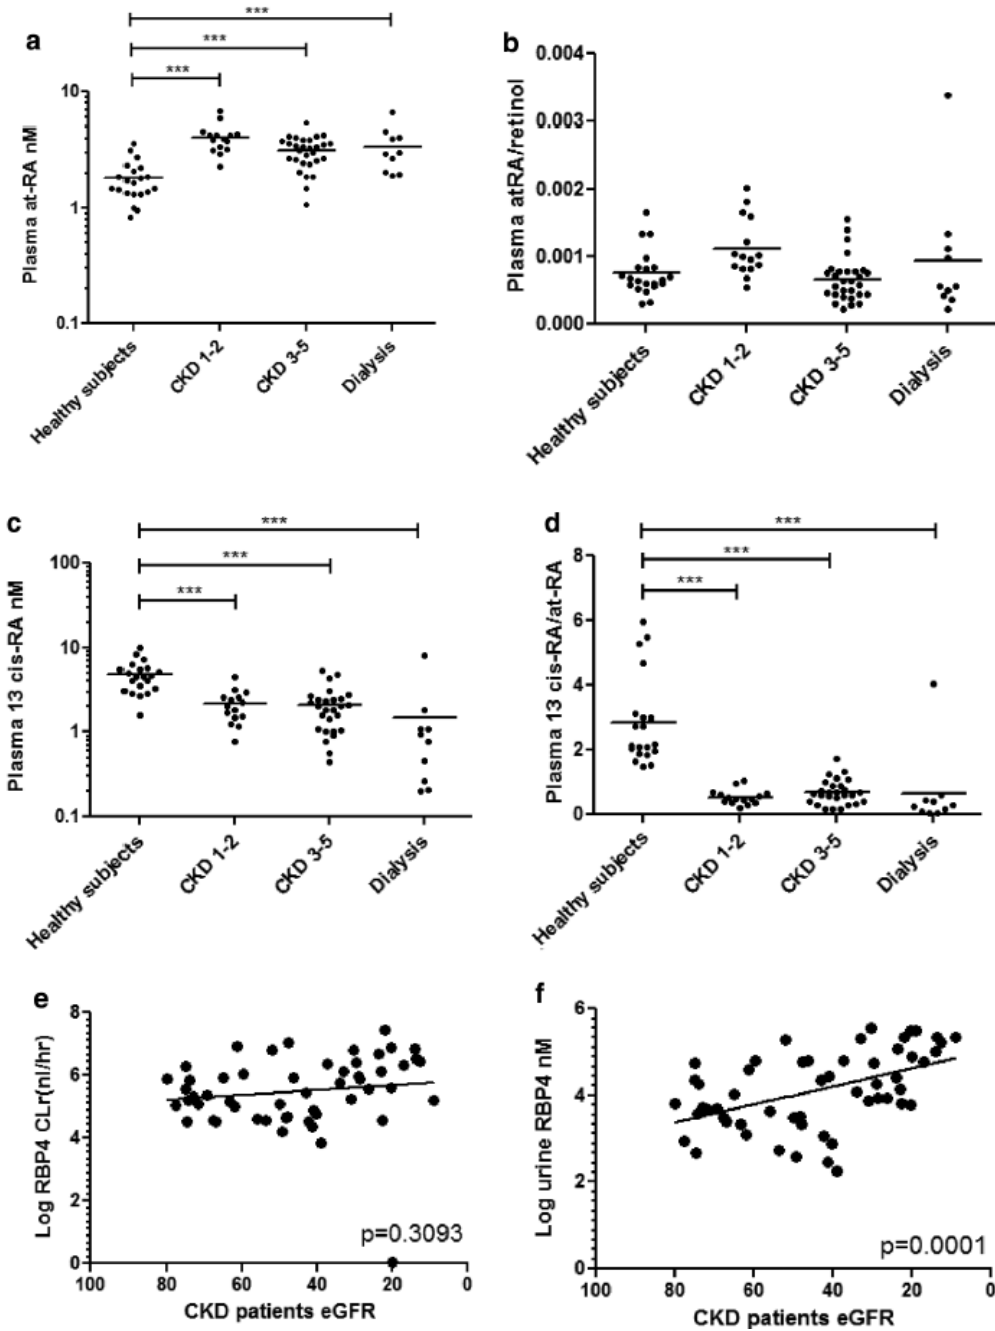 a
***
***
***
Plasma at-RA nM
10
1
0.1
Healthy subjects
CKD 1-2
CKD 3-5
Dialysis
b
Plasma atRA/retinol
0.004
0.003
0.002
0.001
0.000
Healthy subjects
CKD 1-2
CKD 3-5
Dialysis
c
***
***
***
Plasma 13 cis-RA nM
100
10
1
0.1
Healthy subjects
CKD 1-2
CKD 3-5
Dialysis
d
***
***
***
Plasma 13 cis-RA/at-RA
8
6
4
2
0
Healthy subjects
CKD 1-2
CKD 3-5
Dialysis
e
Log RBP4 CLr(nl/hr)
8
6
4
2
0
p=0.3093
100 80 60 40 20 0
CKD patients eGFR
f
Log urine RBP4 nM
6
4
2
0
p=0.0001
100 80 60 40 20 0
CKD patients eGFR